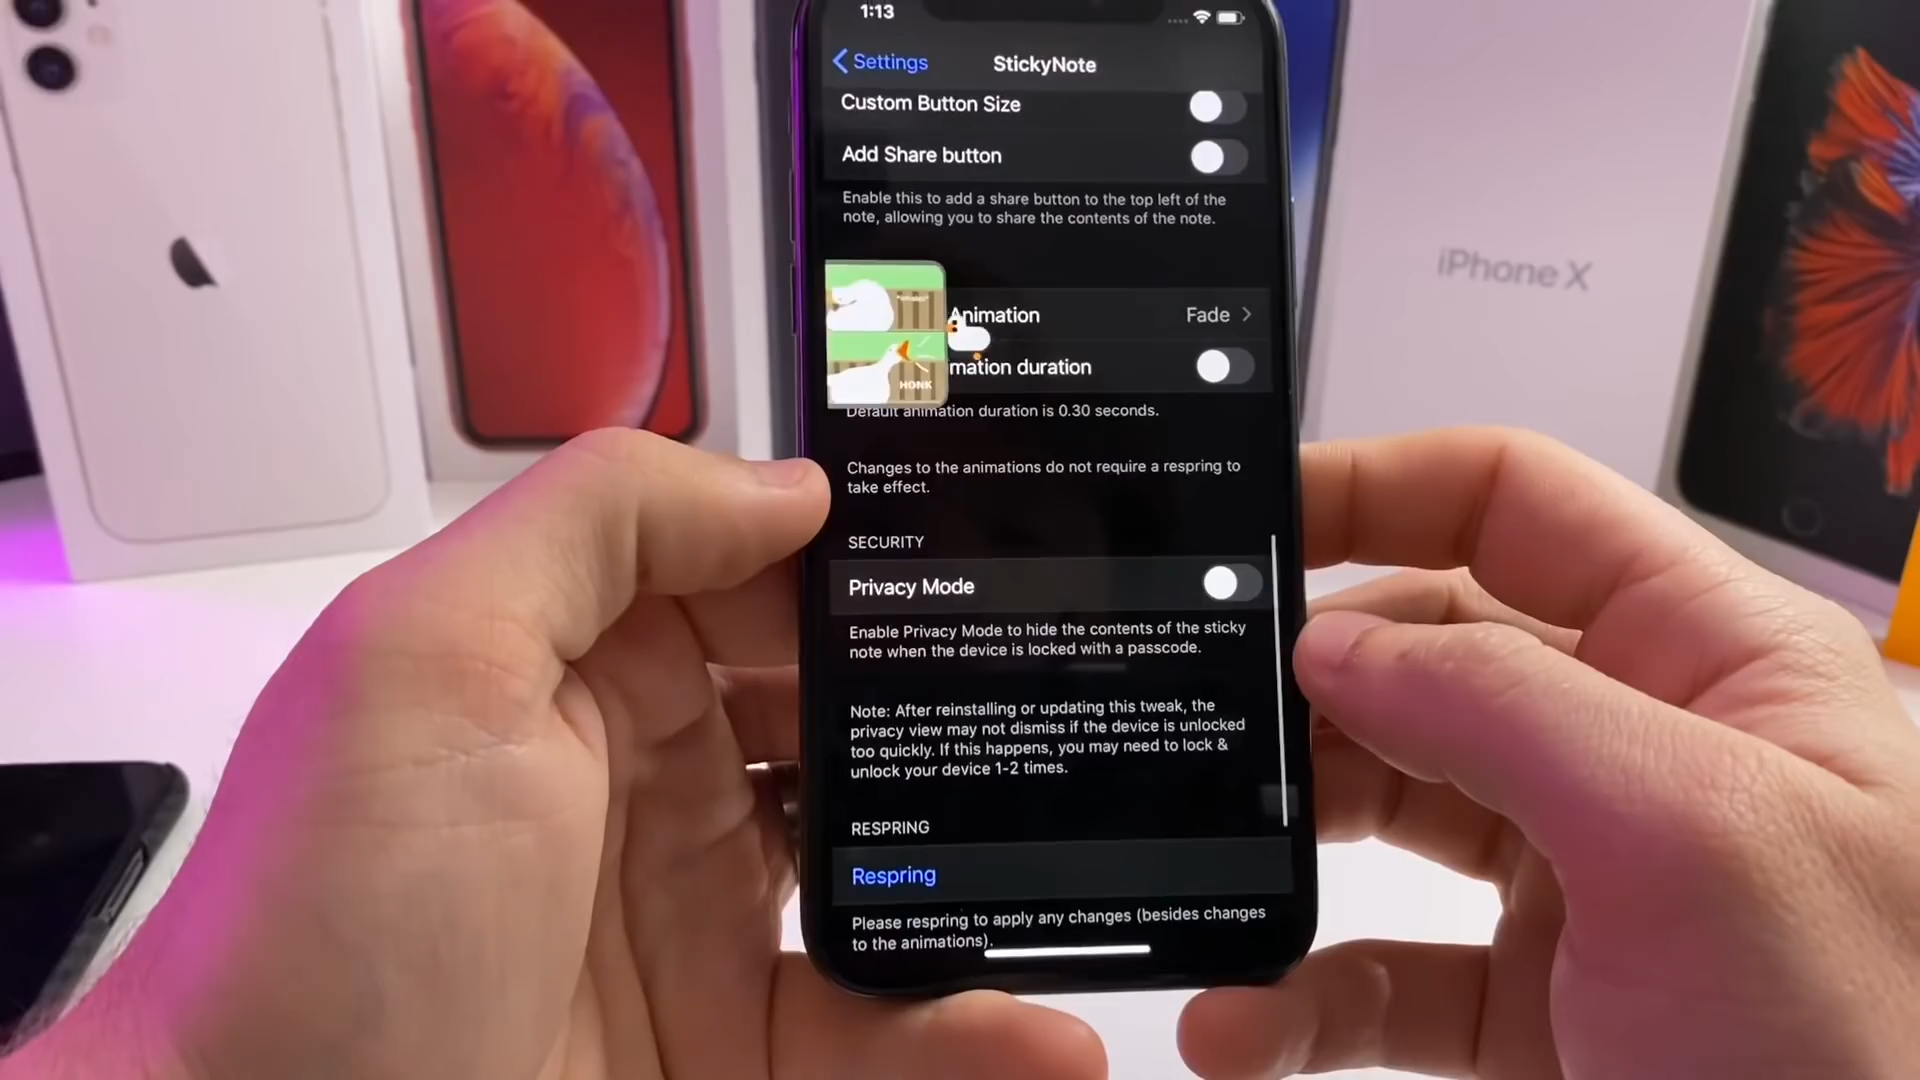 1:13
Settings
StickyNote
Custom Button Size
Add Share button
Enable this to add a share button to the top left of the
note, allowing you to share the contents of the note.
Animation
Fade
mation duration
HONK
Default animation duration is 0.30 seconds.
Changes to the animations do not require a respring to
take effect.
SECURITY
Privacy Mode
Enable Privacy Mode to hide the contents of the sticky
note when the device is locked with a passcode.
Note: After reinstalling or updating this tweak, the
privacy view may not dismiss if the device is unlocked
too quickly. If this happens, you may need to lock &
unlock your device 1-2 times.
RESPRING
Respring
Please respring to apply any changes (besides changes
to the animations).
iPhone X